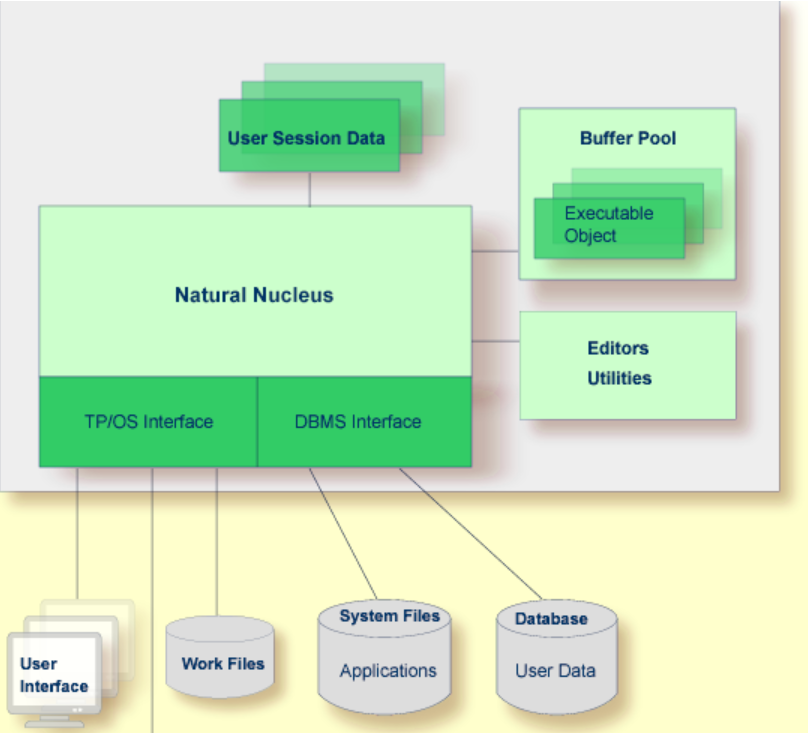 User Session Data
Buffer Pool
Executable
Object
Natural Nucleus
Editors
Utilities
TP/OS Interface
DBMS Interface
User
Interface
Work Files
System Files
Applications
Database
User Data